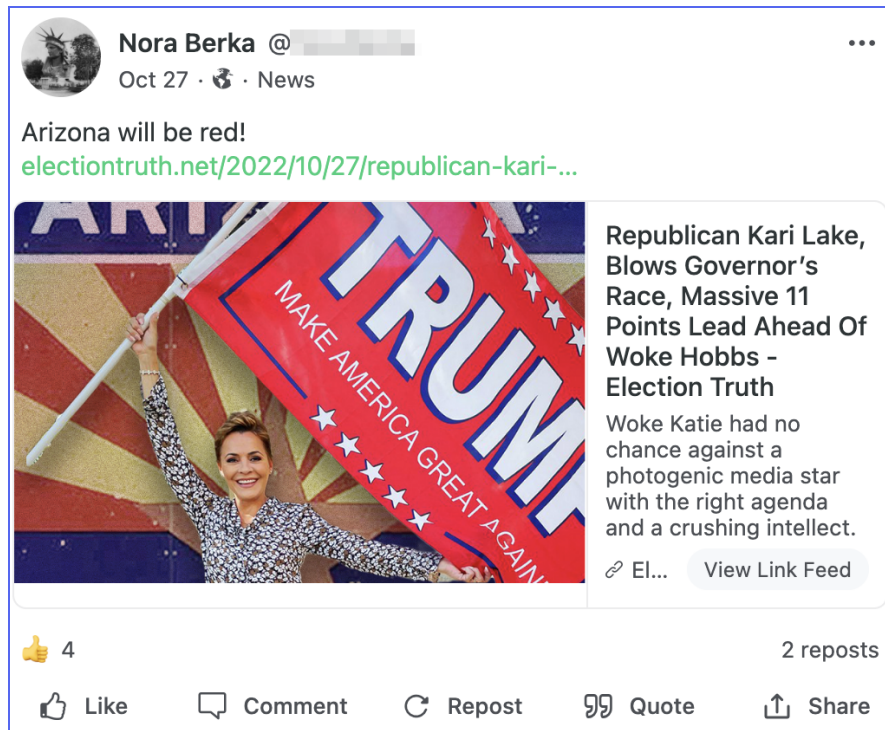 Nora Berka @
Oct 27 · · News
Arizona will be red!
electiontruth.net/2022/10/27/republican-kari-...
TRUMP
MAKE AMERICA GREAT AGAIN
Republican Kari Lake,
Blows Governor's
Race, Massive 11
Points Lead Ahead Of
Woke Hobbs -
Election Truth
Woke Katie had no
chance against a
photogenic media star
with the right agenda
and a crushing intellect.
El... View Link Feed
4 2 reposts
Like Comment Repost Quote Share